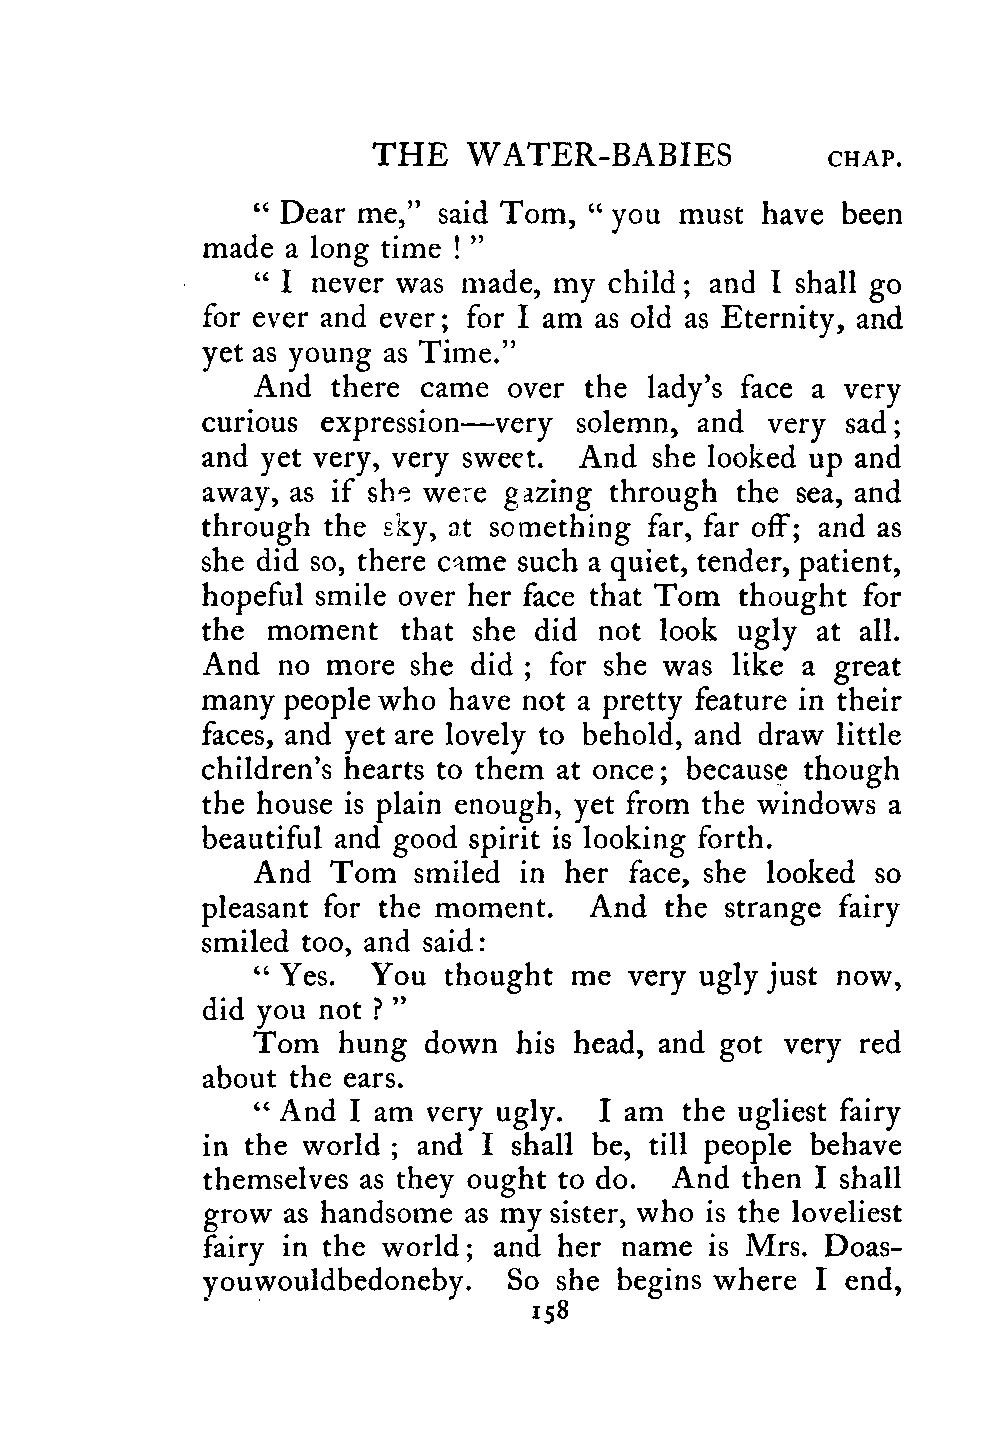 THE WATER-BABIES CHAP.
“ Dear me,” said Tom, “ you must have been
made a long time ! ”
“ I never was made, my child ; and I shall go
for ever and ever ; for I am as old as Eternity, and
yet as young as Time.”
And there came over the lady’s face a very
curious expression—very solemn, and very sad ;
and yet very, very sweet. And she looked up and
away, as if she were gazing through the sea, and
through the sky, at something far, far off ; and as
she did so, there came such a quiet, tender, patient,
hopeful smile over her face that Tom thought for
the moment that she did not look ugly at all.
And no more she did ; for she was like a great
many people who have not a pretty feature in their
faces, and yet are lovely to behold, and draw little
children’s hearts to them at once ; because though
the house is plain enough, yet from the windows a
beautiful and good spirit is looking forth.
And Tom smiled in her face, she looked so
pleasant for the moment. And the strange fairy
smiled too, and said :
“ Yes. You thought me very ugly just now,
did you not ? ”
Tom hung down his head, and got very red
about the ears.
“ And I am very ugly. I am the ugliest fairy
in the world ; and I shall be, till people behave
themselves as they ought to do. And then I shall
grow as handsome as my sister, who is the loveliest
fairy in the world ; and her name is Mrs. Doas-
youwouldbedoneby. So she begins where I end,
158